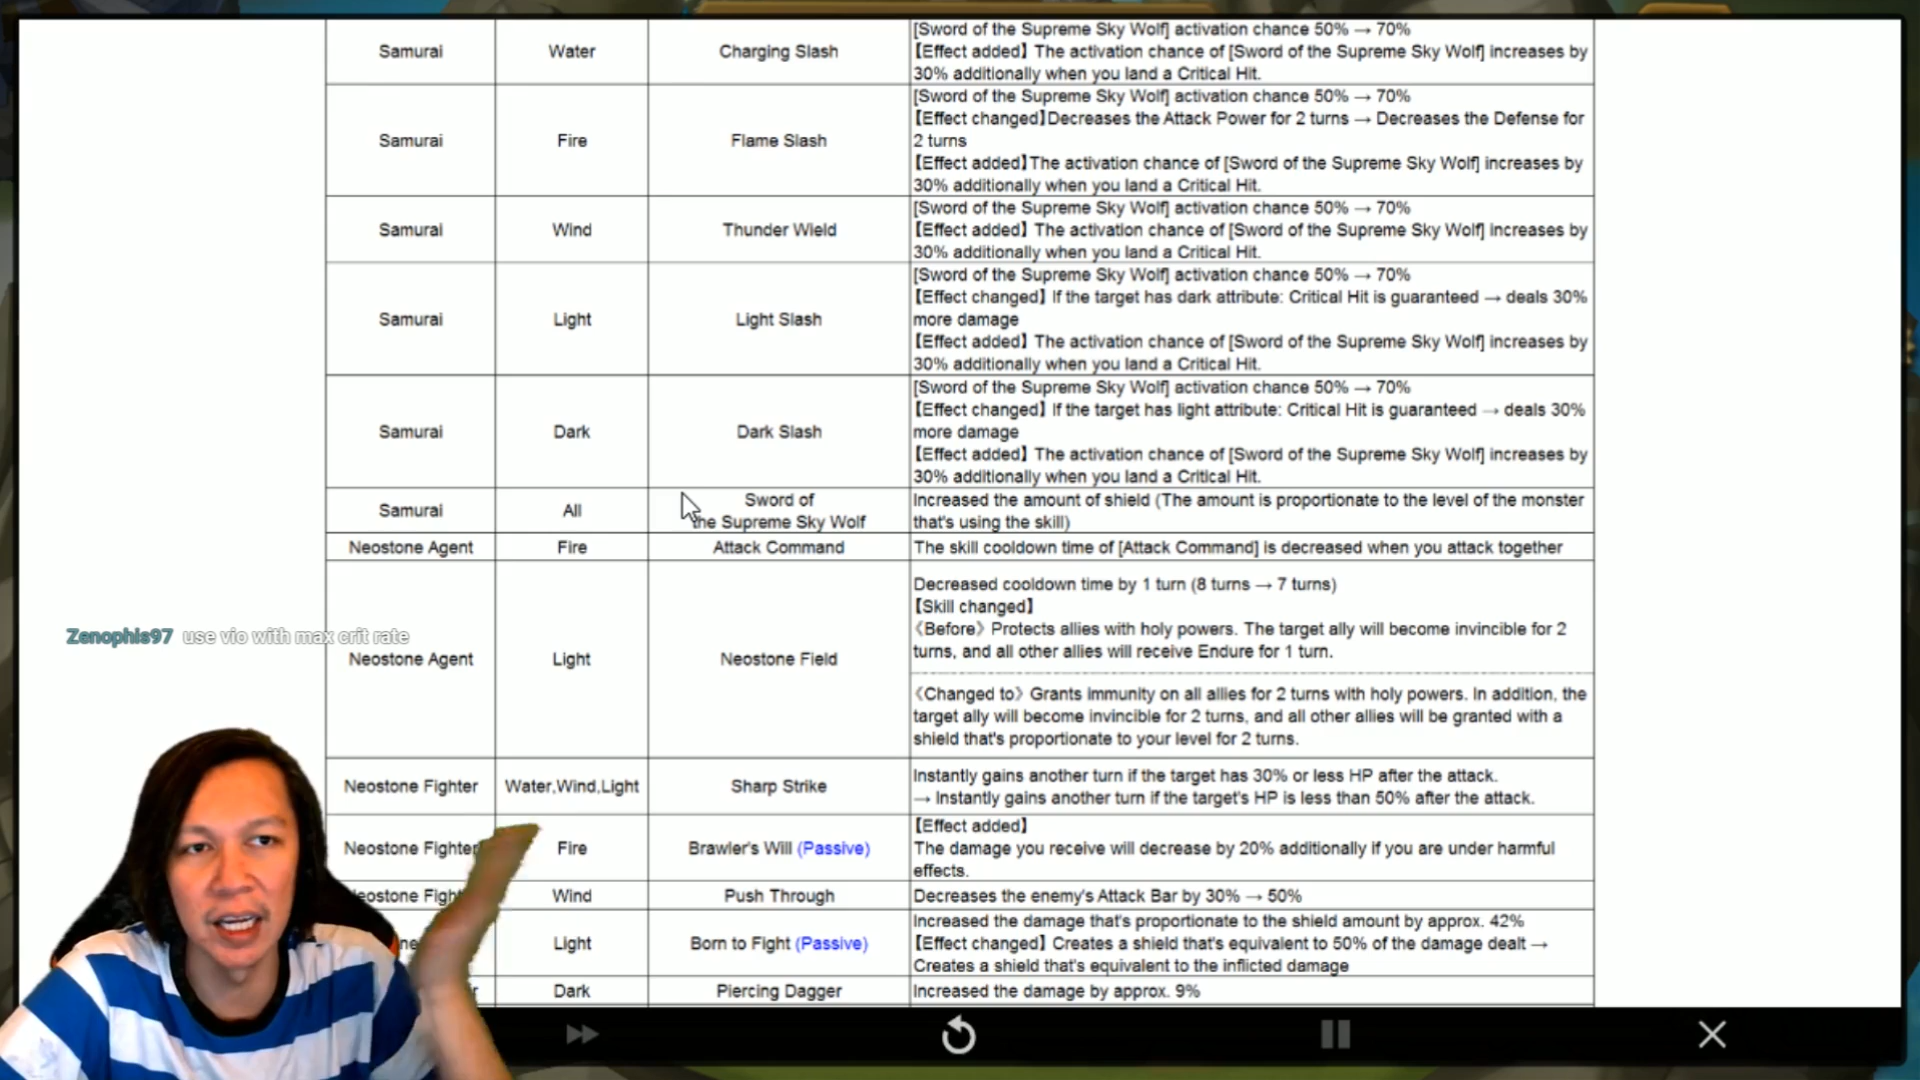 Samurai
Water
Charging Slash
[Sword of the Supreme Sky Wolf] activation chance 50% → 70%
【Effect added】 The activation chance of [Sword of the Supreme Sky Wolf] increases by
30% additionally when you land a Critical Hit.
Samurai
Fire
Flame Slash
[Sword of the Supreme Sky Wolf] activation chance 50% → 70%
【Effect changed】Decreases the Attack Power for 2 turns → Decreases the Defense for
2 turns
【Effect added】The activation chance of [Sword of the Supreme Sky Wolf] increases by
30% additionally when you land a Critical Hit.
Samurai
Wind
Thunder Wield
[Sword of the Supreme Sky Wolf] activation chance 50% → 70%
【Effect added】 The activation chance of [Sword of the Supreme Sky Wolf] increases by
30% additionally when you land a Critical Hit.
Samurai
Light
Light Slash
[Sword of the Supreme Sky Wolf] activation chance 50% → 70%
【Effect changed】 If the target has dark attribute: Critical Hit is guaranteed → deals 30%
more damage
【Effect added】 The activation chance of [Sword of the Supreme Sky Wolf] increases by
30% additionally when you land a Critical Hit.
Samurai
Dark
Dark Slash
[Sword of the Supreme Sky Wolf] activation chance 50% → 70%
【Effect changed】 If the target has light attribute: Critical Hit is guaranteed → deals 30%
more damage
【Effect added】 The activation chance of [Sword of the Supreme Sky Wolf] increases by
30% additionally when you land a Critical Hit.
Samurai
All
Sword of
the Supreme Sky Wolf
Increased the amount of shield (The amount is proportionate to the level of the monster
that's using the skill)
Neostone Agent
Fire
Attack Command
The skill cooldown time of [Attack Command] is decreased when you attack together
Neostone Agent
Light
Neostone Field
Decreased cooldown time by 1 turn (8 turns → 7 turns)
【Skill changed】
《Before》 Protects allies with holy powers. The target ally will become invincible for 2
turns, and all other allies will receive Endure for 1 turn.
《Changed to》 Grants immunity on all allies for 2 turns with holy powers. In addition, the
target ally will become invincible for 2 turns, and all other allies will be granted with a
shield that's proportionate to your level for 2 turns.
Zenophis97 use vio with max crit rate
Neostone Fighter
Water,Wind,Light
Sharp Strike
Instantly gains another turn if the target has 30% or less HP after the attack.
→ Instantly gains another turn if the target's HP is less than 50% after the attack.
Neostone Fighter
Fire
Brawler's Will (Passive)
【Effect added】
The damage you receive will decrease by 20% additionally if you are under harmful
effects.
eostone Figh
Wind
Push Through
Decreases the enemy's Attack Bar by 30% → 50%
ne
Light
Born to Fight (Passive)
Increased the damage that's proportionate to the shield amount by approx. 42%
【Effect changed】 Creates a shield that's equivalent to 50% of the damage dealt →
Creates a shield that's equivalent to the inflicted damage
r
Dark
Piercing Dagger
Increased the damage by approx. 9%